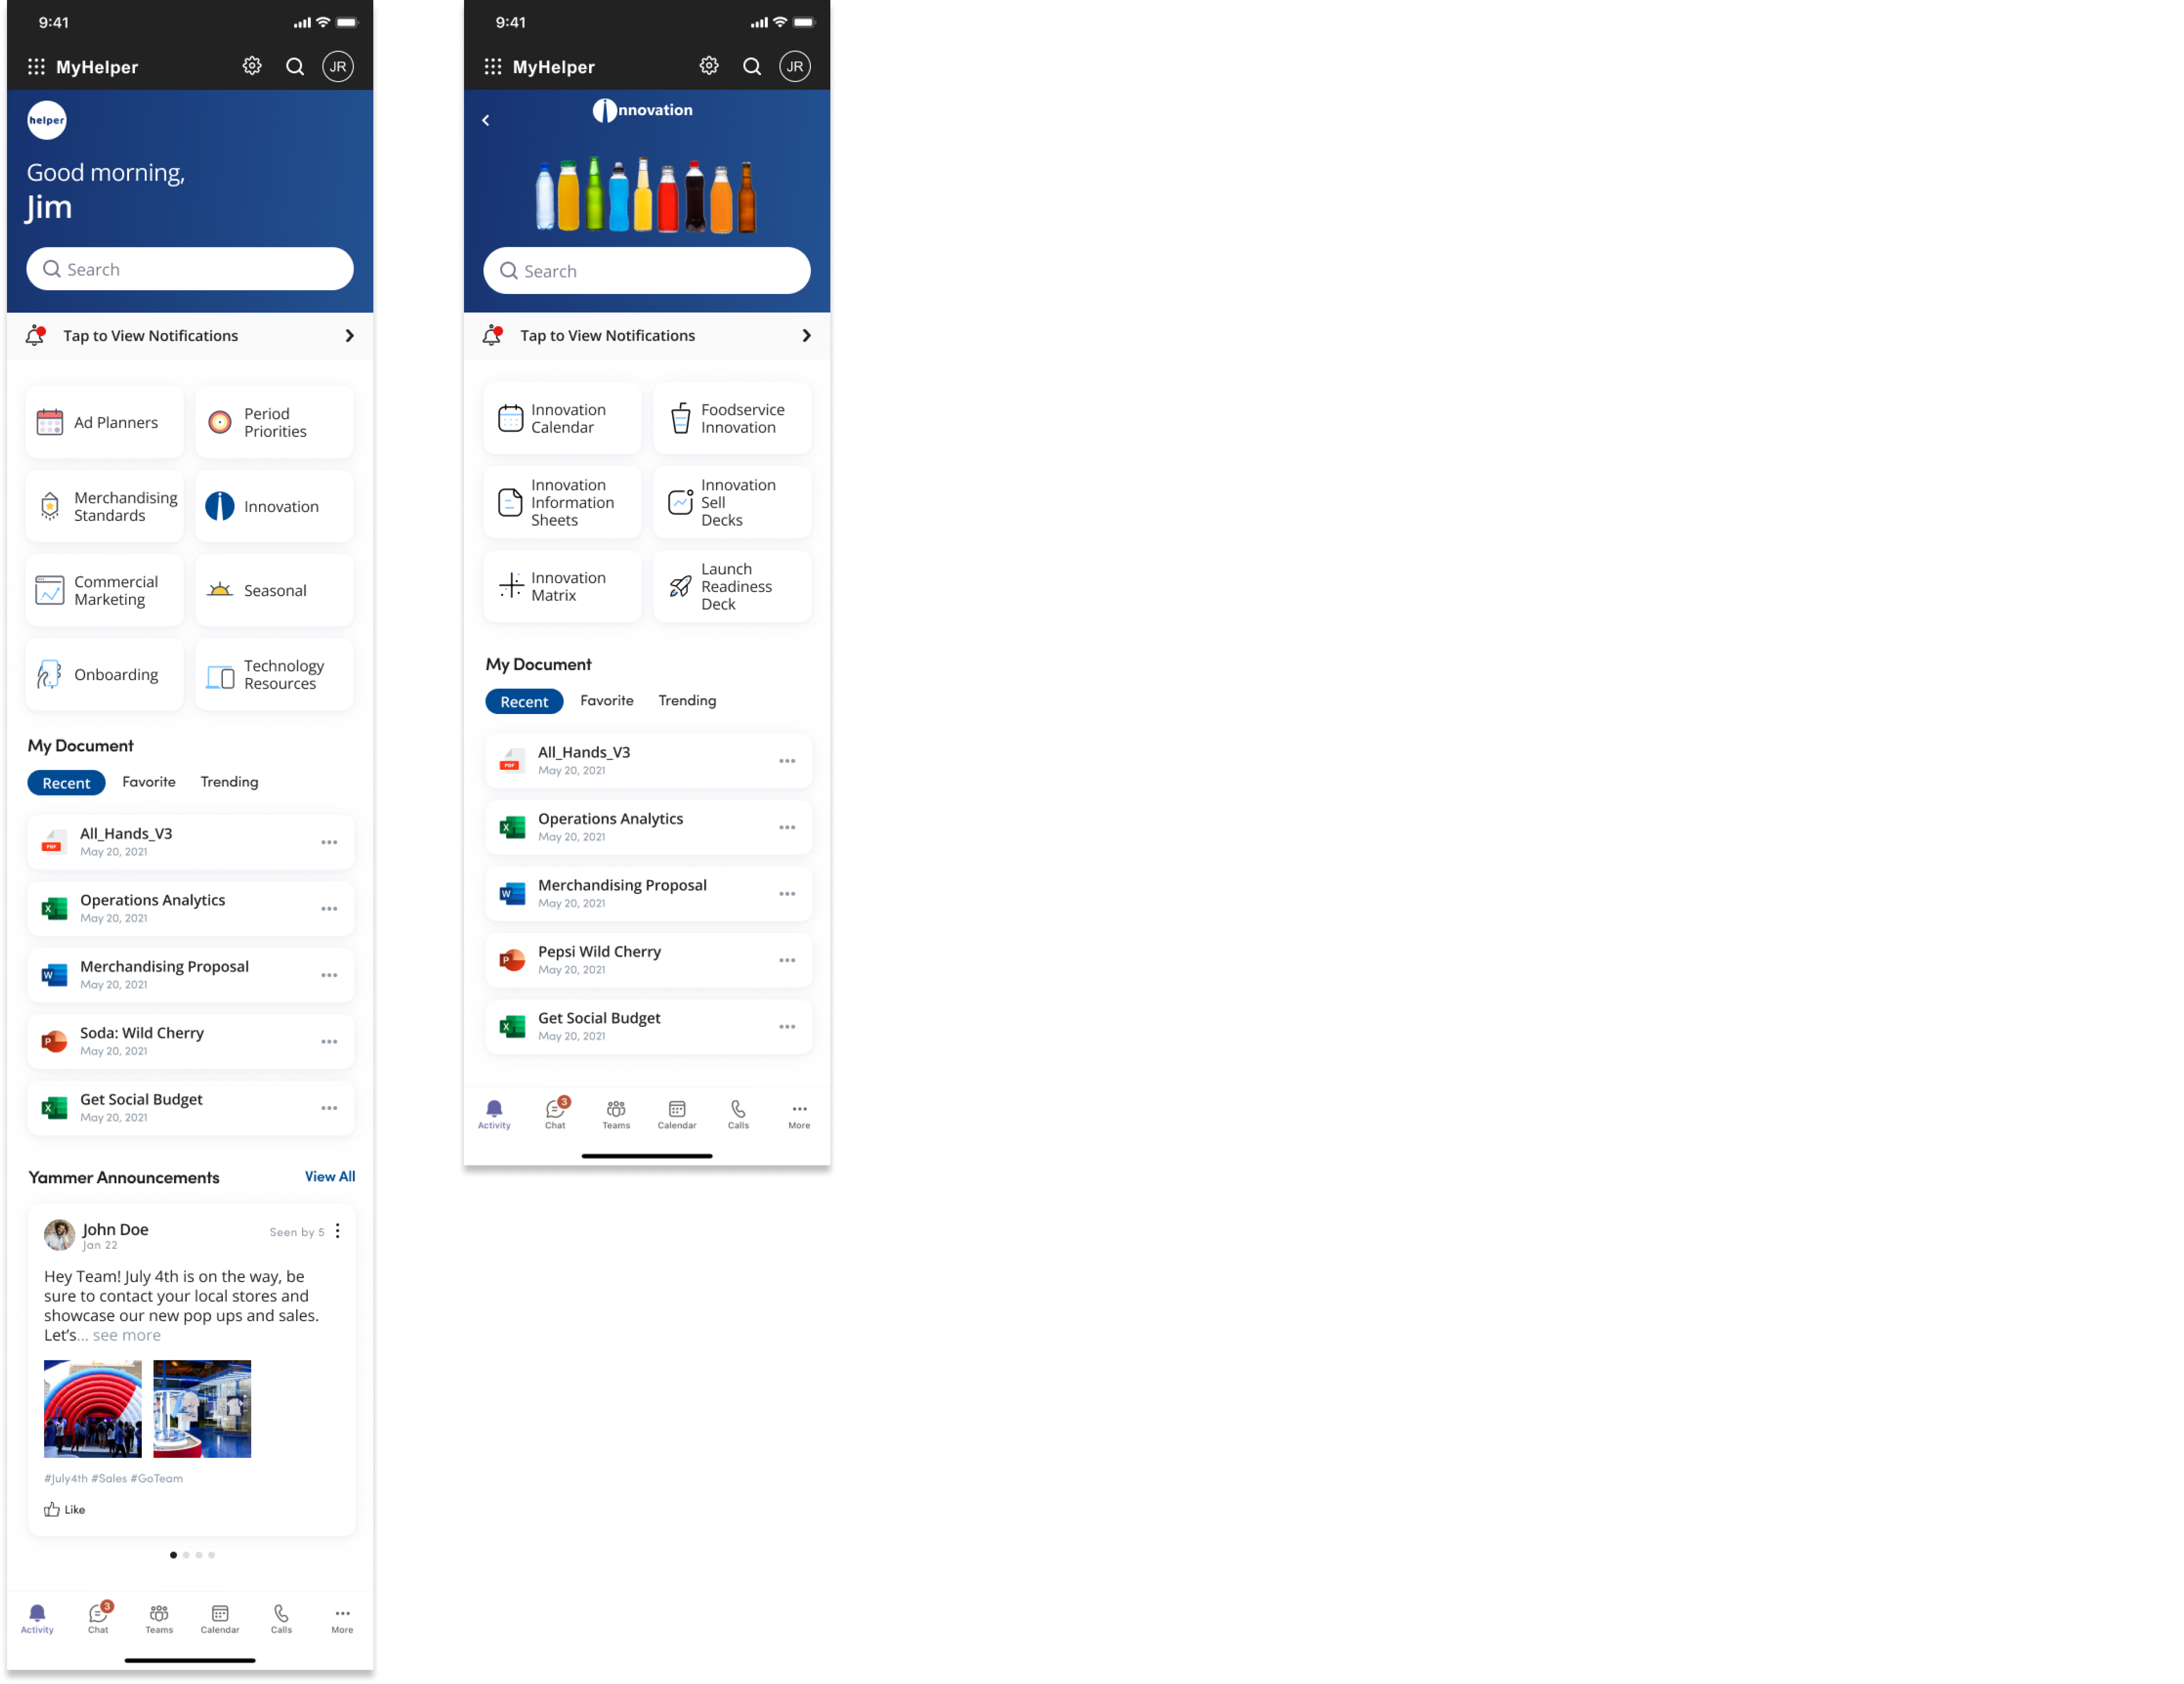 9:41
MyHelper
JR
helper
Good morning,
Jim
Search
Tap to View Notifications
Ad Planners
Period
Priorities
Merchandising
Standards
Innovation
Commercial
Marketing
Seasonal
Onboarding
Technology
Resources
My Document
Recent Favorite Trending
PDF
All_Hands_V3
May 20, 2021
X
Operations Analytics
May 20, 2021
W
Merchandising Proposal
May 20, 2021
P
Soda: Wild Cherry
May 20, 2021
X
Get Social Budget
May 20, 2021
Yammer Announcements View All
John Doe
Jan 22
Seen by 5
Hey Team! July 4th is on the way, be
sure to contact your local stores and
showcase our new pop ups and sales.
Let's... see more
#July4th #Sales #GoTeam
Like
3
Activity Chat Teams Calendar Calls More
9:41
MyHelper
JR
nnovation
Search
Tap to View Notifications
Innovation
Calendar
Foodservice
Innovation
Innovation
Information
Sheets
Innovation
Sell
Decks
Innovation
Matrix
Launch
Readiness
Deck
My Document
Recent Favorite Trending
PDF
All_Hands_V3
May 20, 2021
X
Operations Analytics
May 20, 2021
W
Merchandising Proposal
May 20, 2021
P
Pepsi Wild Cherry
May 20, 2021
X
Get Social Budget
May 20, 2021
3
Activity Chat Teams Calendar Calls More